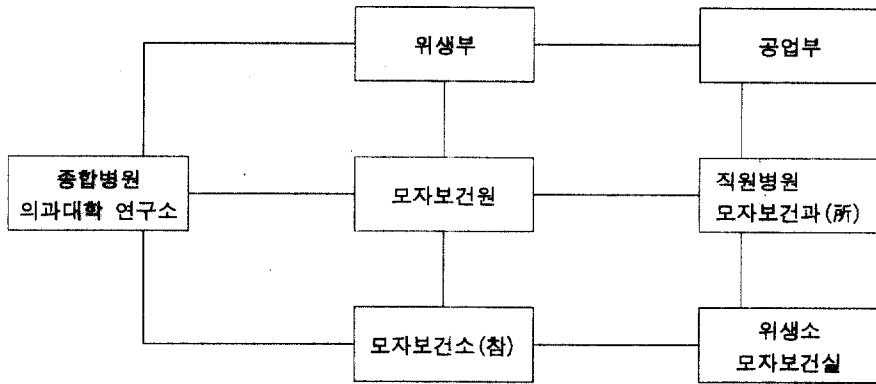 위생부
공업부
종합병원
의과대학 연구소
모자보건원
직원병원
모자보건과(所)
모자보건소(참)
위생소
모자보건실